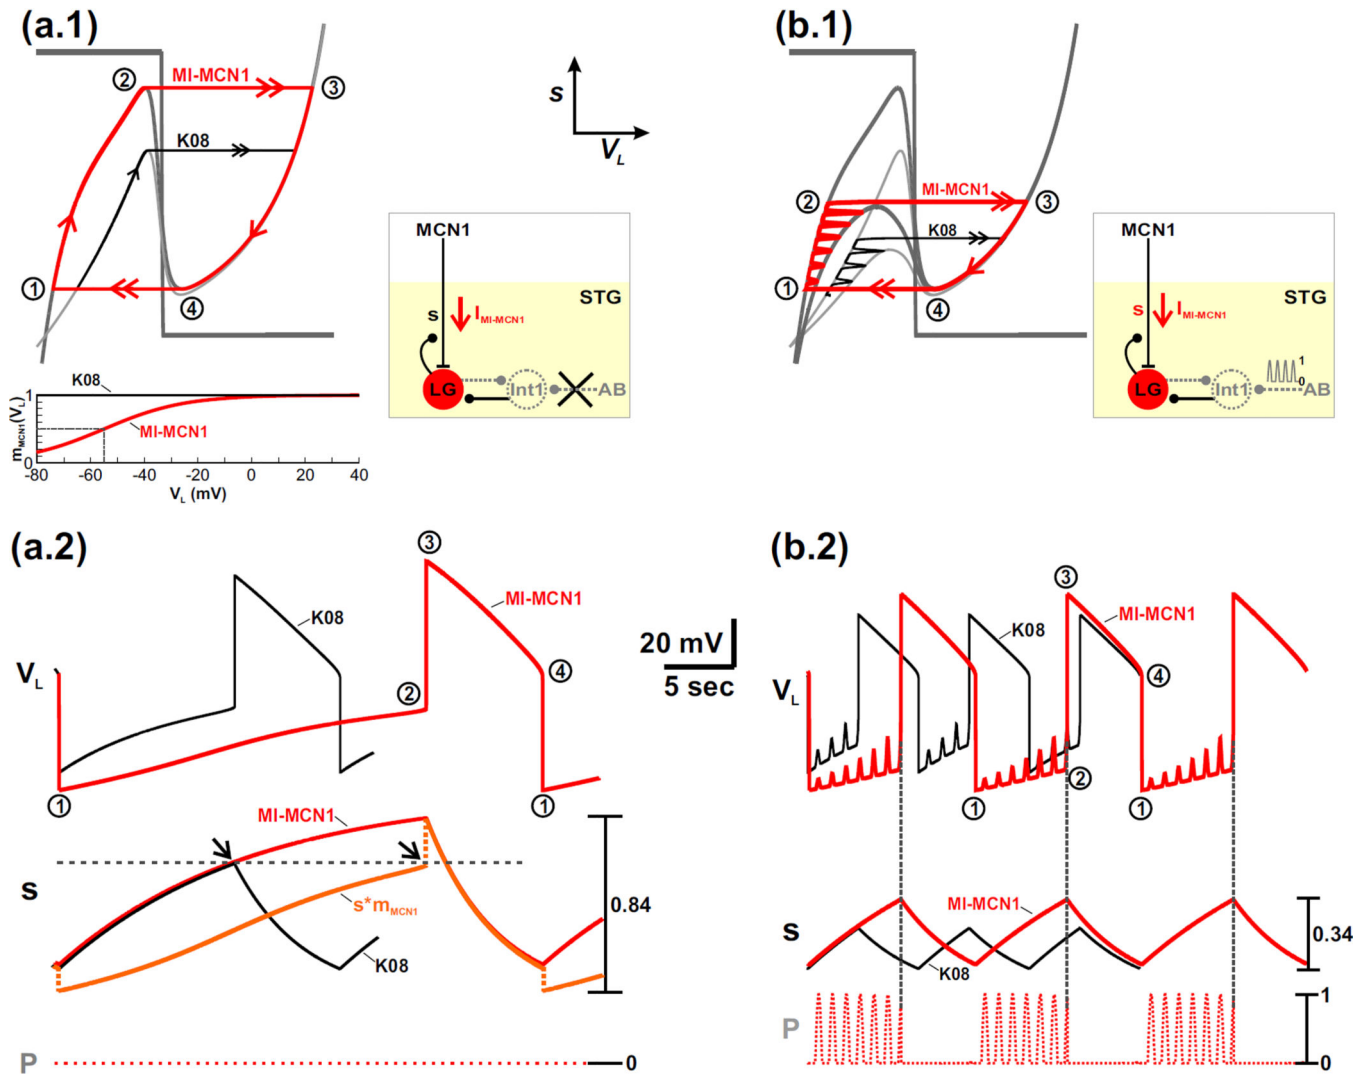 (a.1)
MI-MCN1
② ③
K08
① ④
s
V_L
MCN1
STG
s I_MI-MCN1
LG Int1 AB
K08
m_MCN1(V_L)
1
0
MI-MCN1
-80 -60 -40 -20 0 20 40
V_L (mV)
(b.1)
MI-MCN1
② ③
K08
① ④
MCN1
STG
s I_MI-MCN1
1
0
LG Int1 AB
(a.2)
③
MI-MCN1
K08
V_L
② ④
① ①
20 mV
5 sec
MI-MCN1
s
s*m_MCN1
0.84
K08
P 0
(b.2)
③
MI-MCN1
K08
V_L
④
②
① ①
MI-MCN1
s
0.34
K08
P
1
0